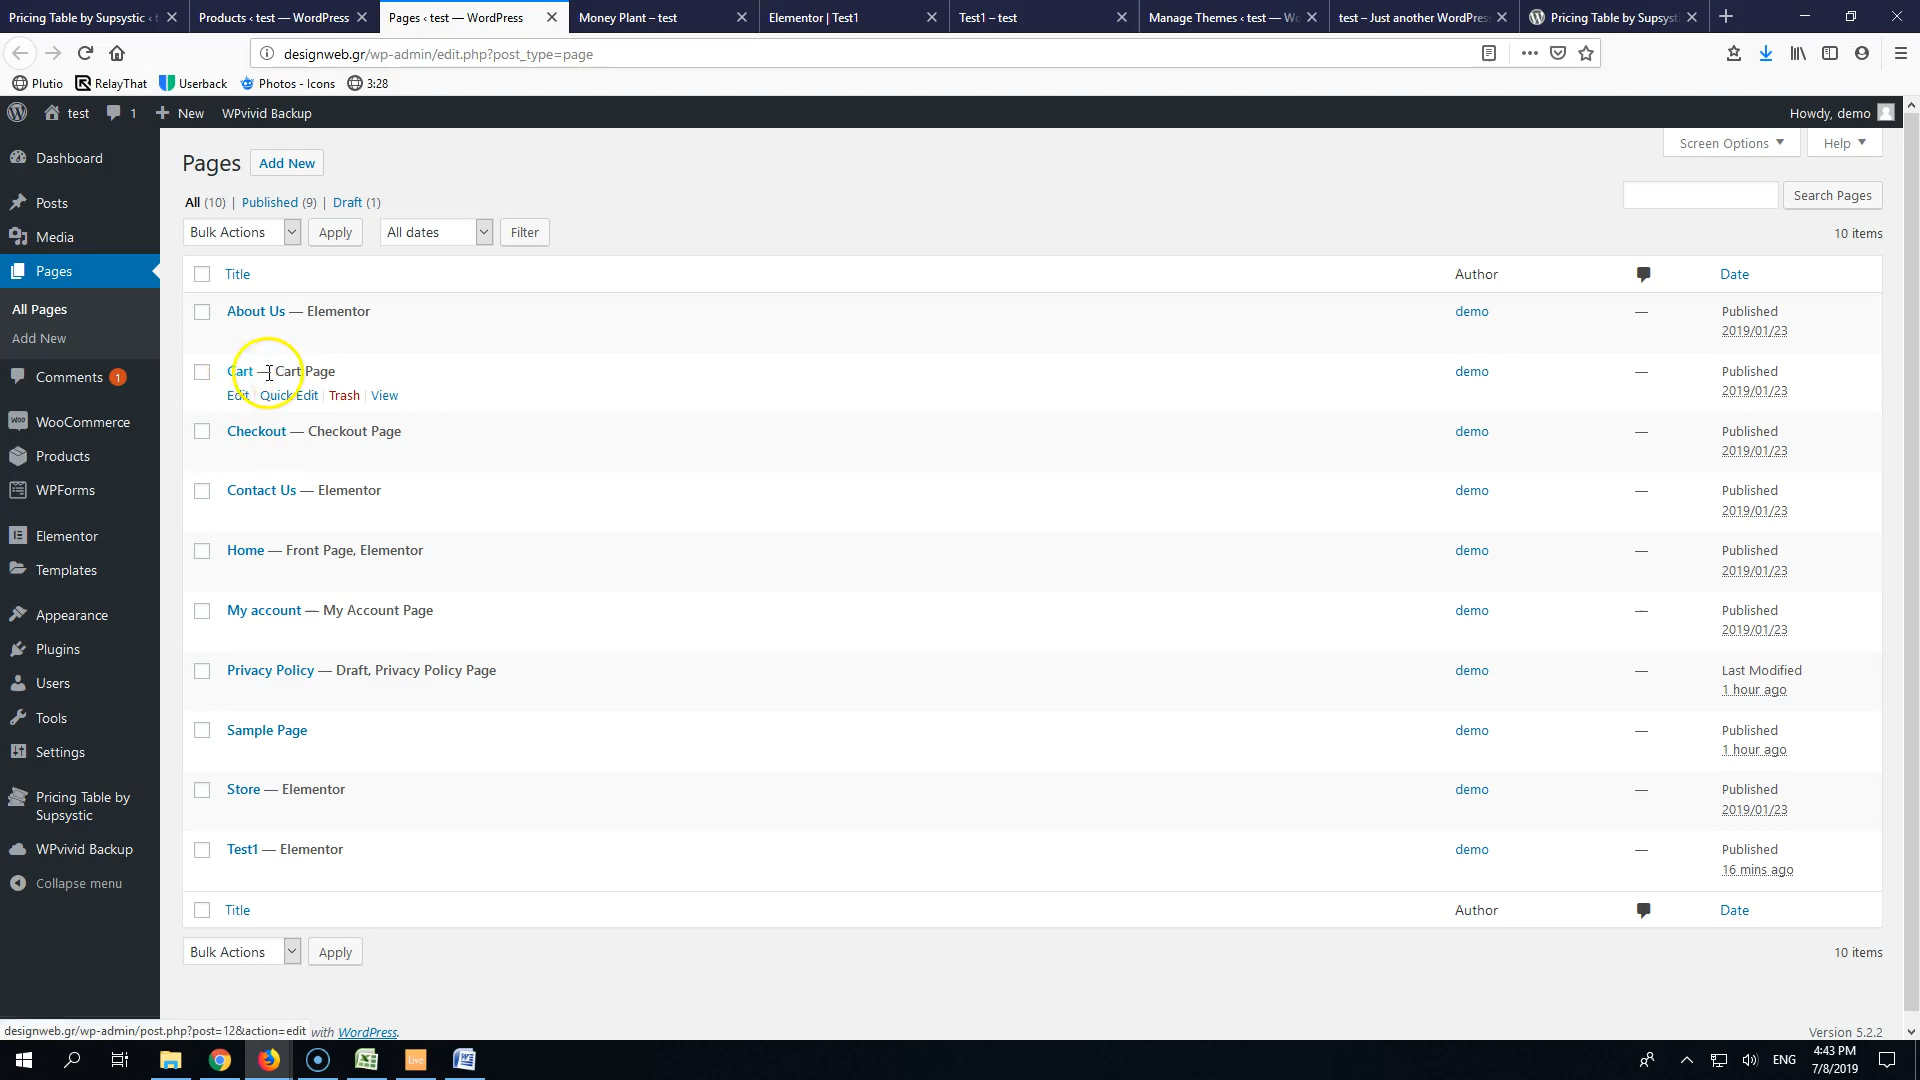 Pricing Table by Supsystic ‹ t
Products ‹ test — WordPress
Pages ‹ test — WordPress
Money Plant – test
Elementor | Test1
Test1 – test
Manage Themes ‹ test — Wo
test – Just another WordPress
Pricing Table by Supsyst
designweb.gr/wp-admin/edit.php?post_type=page
Plutio
RelayThat
Userback
Photos - Icons
3:28
test
1
New
WPvivid Backup
Howdy, demo
Dashboard
Posts
Media
Pages
All Pages
Add New
Comments 1
WooCommerce
Products
WPForms
Elementor
Templates
Appearance
Plugins
Users
Tools
Settings
Pricing Table by
Supsystic
WPvivid Backup
Collapse menu
Screen Options
Help
Pages
Add New
All (10) | Published (9) | Draft (1)
Search Pages
Bulk Actions
Apply
All dates
Filter
10 items
Title
Author
Date
About Us — Elementor
demo
—
Published
2019/01/23
Cart — Cart Page
Edit | Quick Edit | Trash | View
demo
—
Published
2019/01/23
Checkout — Checkout Page
demo
—
Published
2019/01/23
Contact Us — Elementor
demo
—
Published
2019/01/23
Home — Front Page, Elementor
demo
—
Published
2019/01/23
My account — My Account Page
demo
—
Published
2019/01/23
Privacy Policy — Draft, Privacy Policy Page
demo
—
Last Modified
1 hour ago
Sample Page
demo
—
Published
1 hour ago
Store — Elementor
demo
—
Published
2019/01/23
Test1 — Elementor
demo
—
Published
16 mins ago
Title
Author
Date
Bulk Actions
Apply
10 items
designweb.gr/wp-admin/post.php?post=12&action=edit
with WordPress.
Version 5.2.2
Live
ENG
4:43 PM
7/8/2019